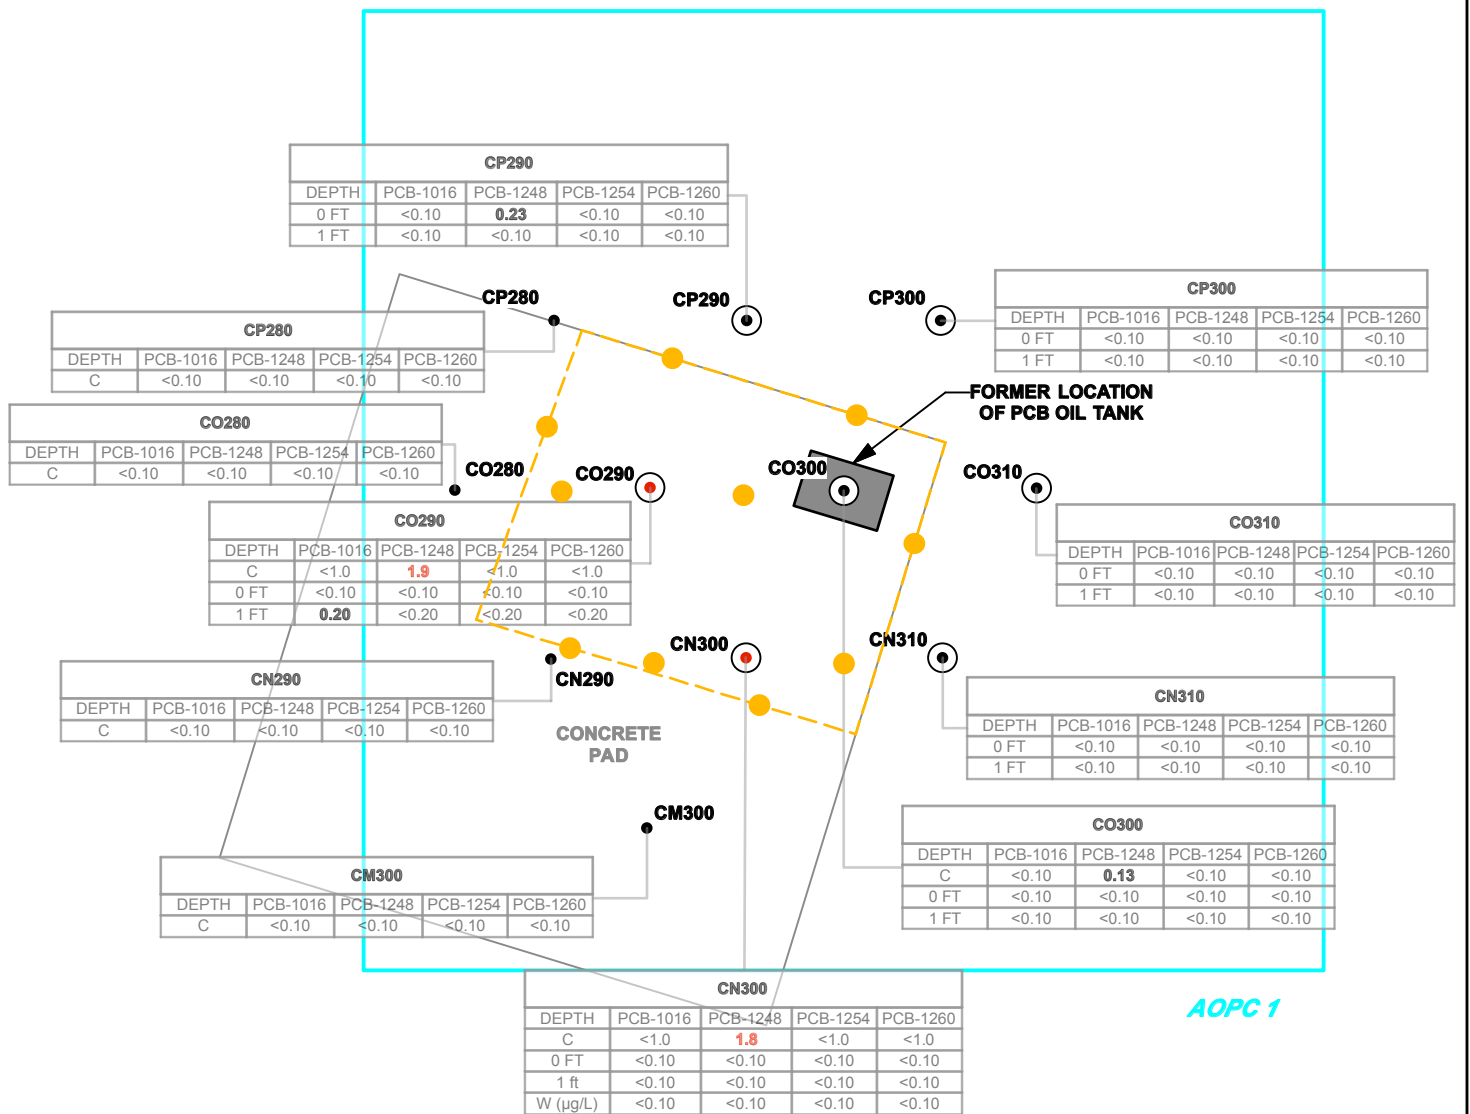 CP290
DEPTH PCB-1016 PCB-1248 PCB-1254 PCB-1260
0 FT <0.10 0.23 <0.10 <0.10
1 FT <0.10 <0.10 <0.10 <0.10
CP280
CP290
CP300
CP300
DEPTH PCB-1016 PCB-1248 PCB-1254 PCB-1260
0 FT <0.10 <0.10 <0.10 <0.10
1 FT <0.10 <0.10 <0.10 <0.10
CP280
DEPTH PCB-1016 PCB-1248 PCB-1254 PCB-1260
C <0.10 <0.10 <0.10 <0.10
FORMER LOCATION
OF PCB OIL TANK
CO280
DEPTH PCB-1016 PCB-1248 PCB-1254 PCB-1260
C <0.10 <0.10 <0.10 <0.10
CO280
CO290
CO300
CO310
CO290
DEPTH PCB-1016 PCB-1248 PCB-1254 PCB-1260
C <1.0 1.9 <1.0 <1.0
0 FT <0.10 <0.10 <0.10 <0.10
1 FT 0.20 <0.20 <0.20 <0.20
CO310
DEPTH PCB-1016 PCB-1248 PCB-1254 PCB-1260
0 FT <0.10 <0.10 <0.10 <0.10
1 FT <0.10 <0.10 <0.10 <0.10
CN300
CN310
CN290
CN290
DEPTH PCB-1016 PCB-1248 PCB-1254 PCB-1260
C <0.10 <0.10 <0.10 <0.10
CONCRETE
PAD
CN310
DEPTH PCB-1016 PCB-1248 PCB-1254 PCB-1260
0 FT <0.10 <0.10 <0.10 <0.10
1 FT <0.10 <0.10 <0.10 <0.10
CM300
CO300
DEPTH PCB-1016 PCB-1248 PCB-1254 PCB-1260
C <0.10 0.13 <0.10 <0.10
0 FT <0.10 <0.10 <0.10 <0.10
1 FT <0.10 <0.10 <0.10 <0.10
CM300
DEPTH PCB-1016 PCB-1248 PCB-1254 PCB-1260
C <0.10 <0.10 <0.10 <0.10
CN300
DEPTH PCB-1016 PCB-1248 PCB-1254 PCB-1260
C <1.0 1.8 <1.0 <1.0
0 FT <0.10 <0.10 <0.10 <0.10
1 ft <0.10 <0.10 <0.10 <0.10
W (µg/L) <0.10 <0.10 <0.10 <0.10
AOPC 1